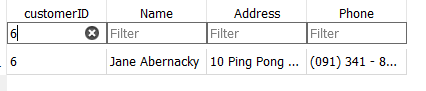 customerID Name Address Phone
6 Filter Filter Filter
6 Jane Abernacky 10 Ping Pong ... (091) 341 - 8...